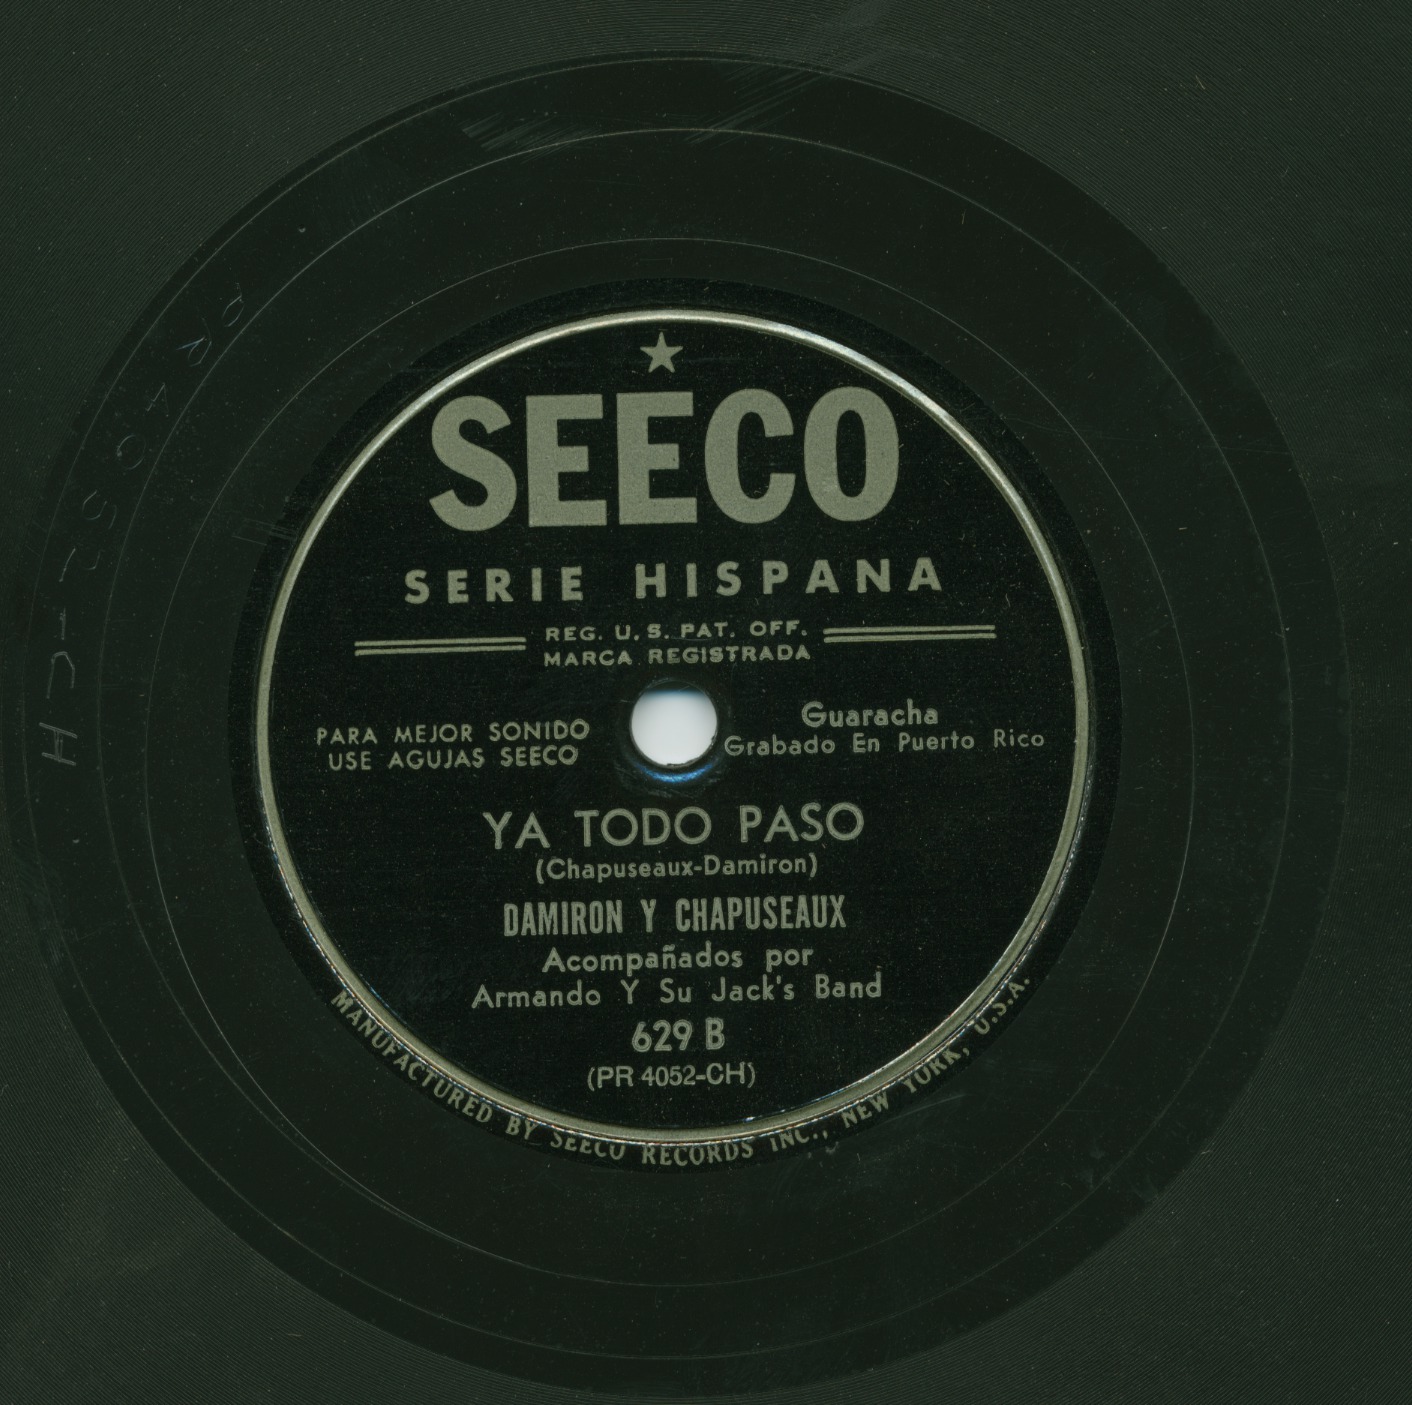 SEECO
SERIE HISPANA
REG. U.S. PAT. OFF.
MARCA REGISTRADA
PARA MEJOR SONIDO
USE AGUJAS SEECO
Guaracha
Grabado En Puerto Rico
YA TODO PASO
(Chapuseaux-Damiron)
DAMIRON Y CHAPUSEAUX
Acompañados por
Armando Y Su Jack's Band
629 B
(PR 4052-CH)
MANUFACTURED BY SEECO RECORDS INC., NEW YORK, U.S.A.
PR4052-CH